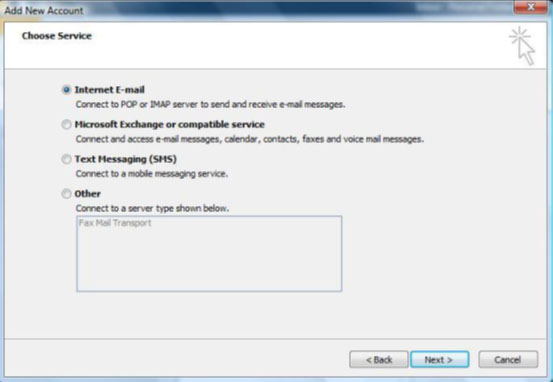 Add New Account
Choose Service
Internet E-mail
Connect to POP or IMAP server to send and receive e-mail messages.
Microsoft Exchange or compatible service
Connect and access e-mail messages, calendar, contacts, faxes and voice mail messages.
Text Messaging (SMS)
Connect to a mobile messaging service.
Other
Connect to a server type shown below.
Fax Mail Transport
< Back Next > Cancel